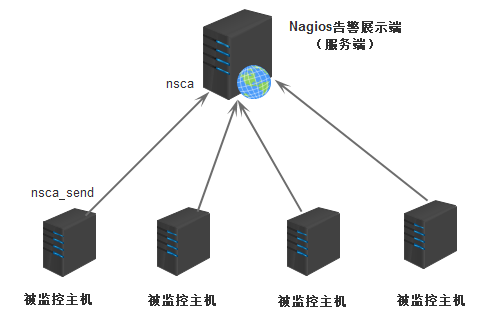 Nagios告警展示端
（服务端）
nsca
nsca_send
被监控主机
被监控主机
被监控主机
被监控主机